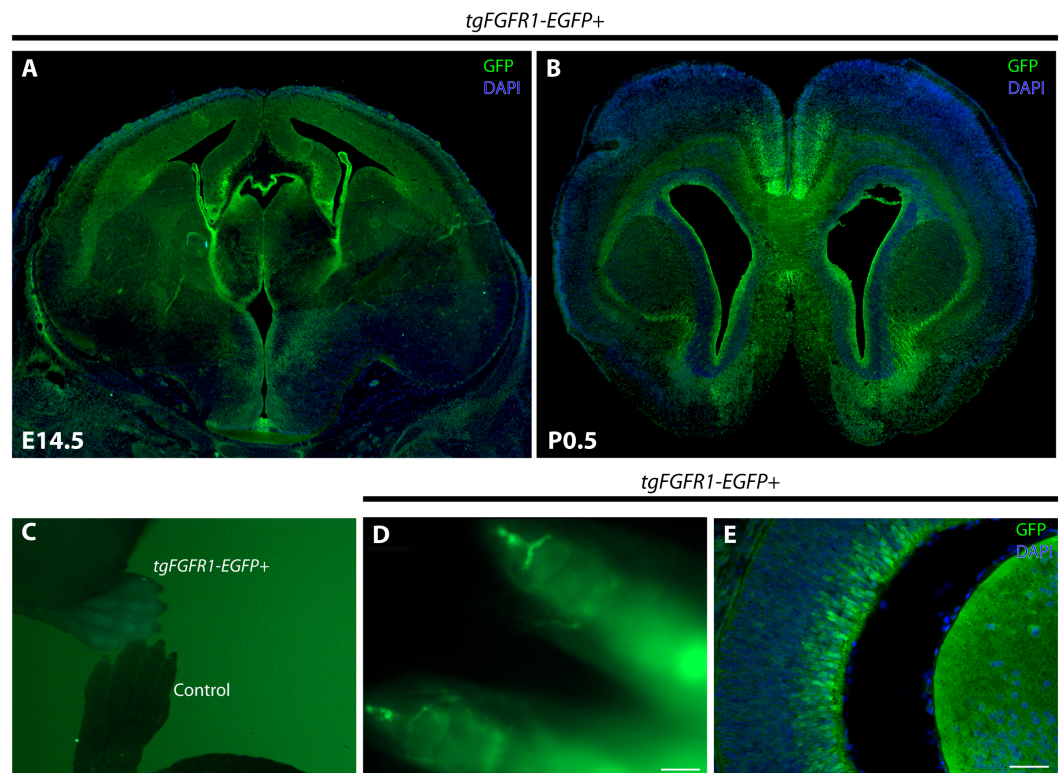 tgFGFR1-EGFP+
A
GFP
DAPI
E14.5
B
GFP
DAPI
P0.5
tgFGFR1-EGFP+
C
tgFGFR1-EGFP+
Control
D
E
GFP
DAPI